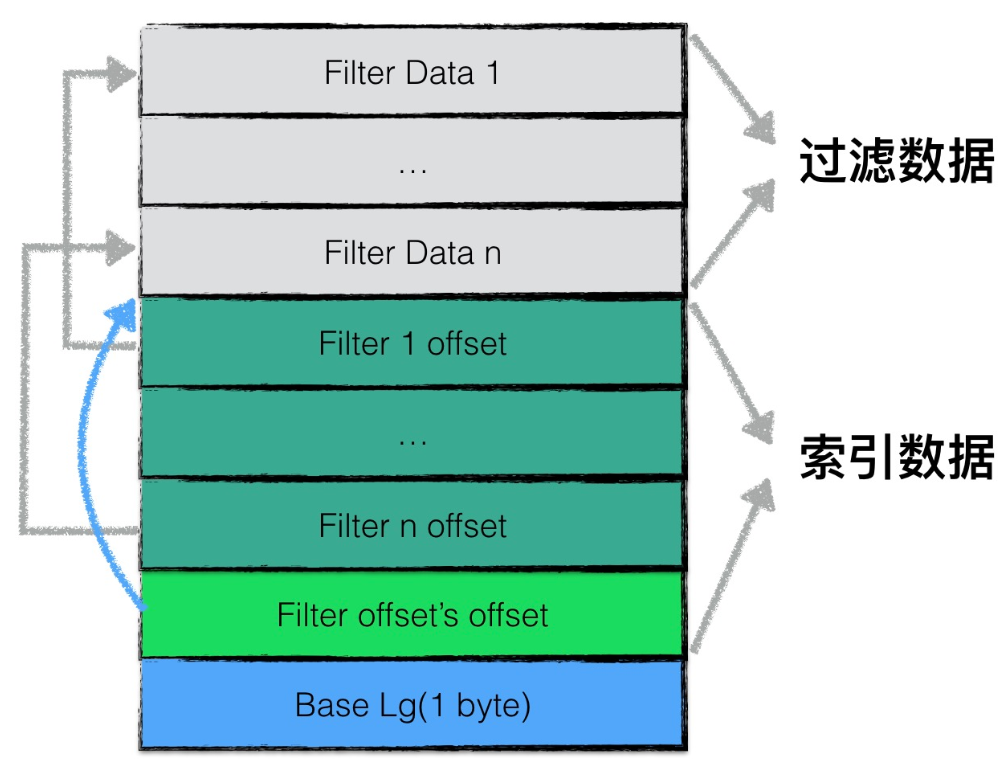 Filter Data 1
...
过滤数据
Filter Data n
Filter 1 offset
...
索引数据
Filter n offset
Filter offset’s offset
Base Lg(1 byte)